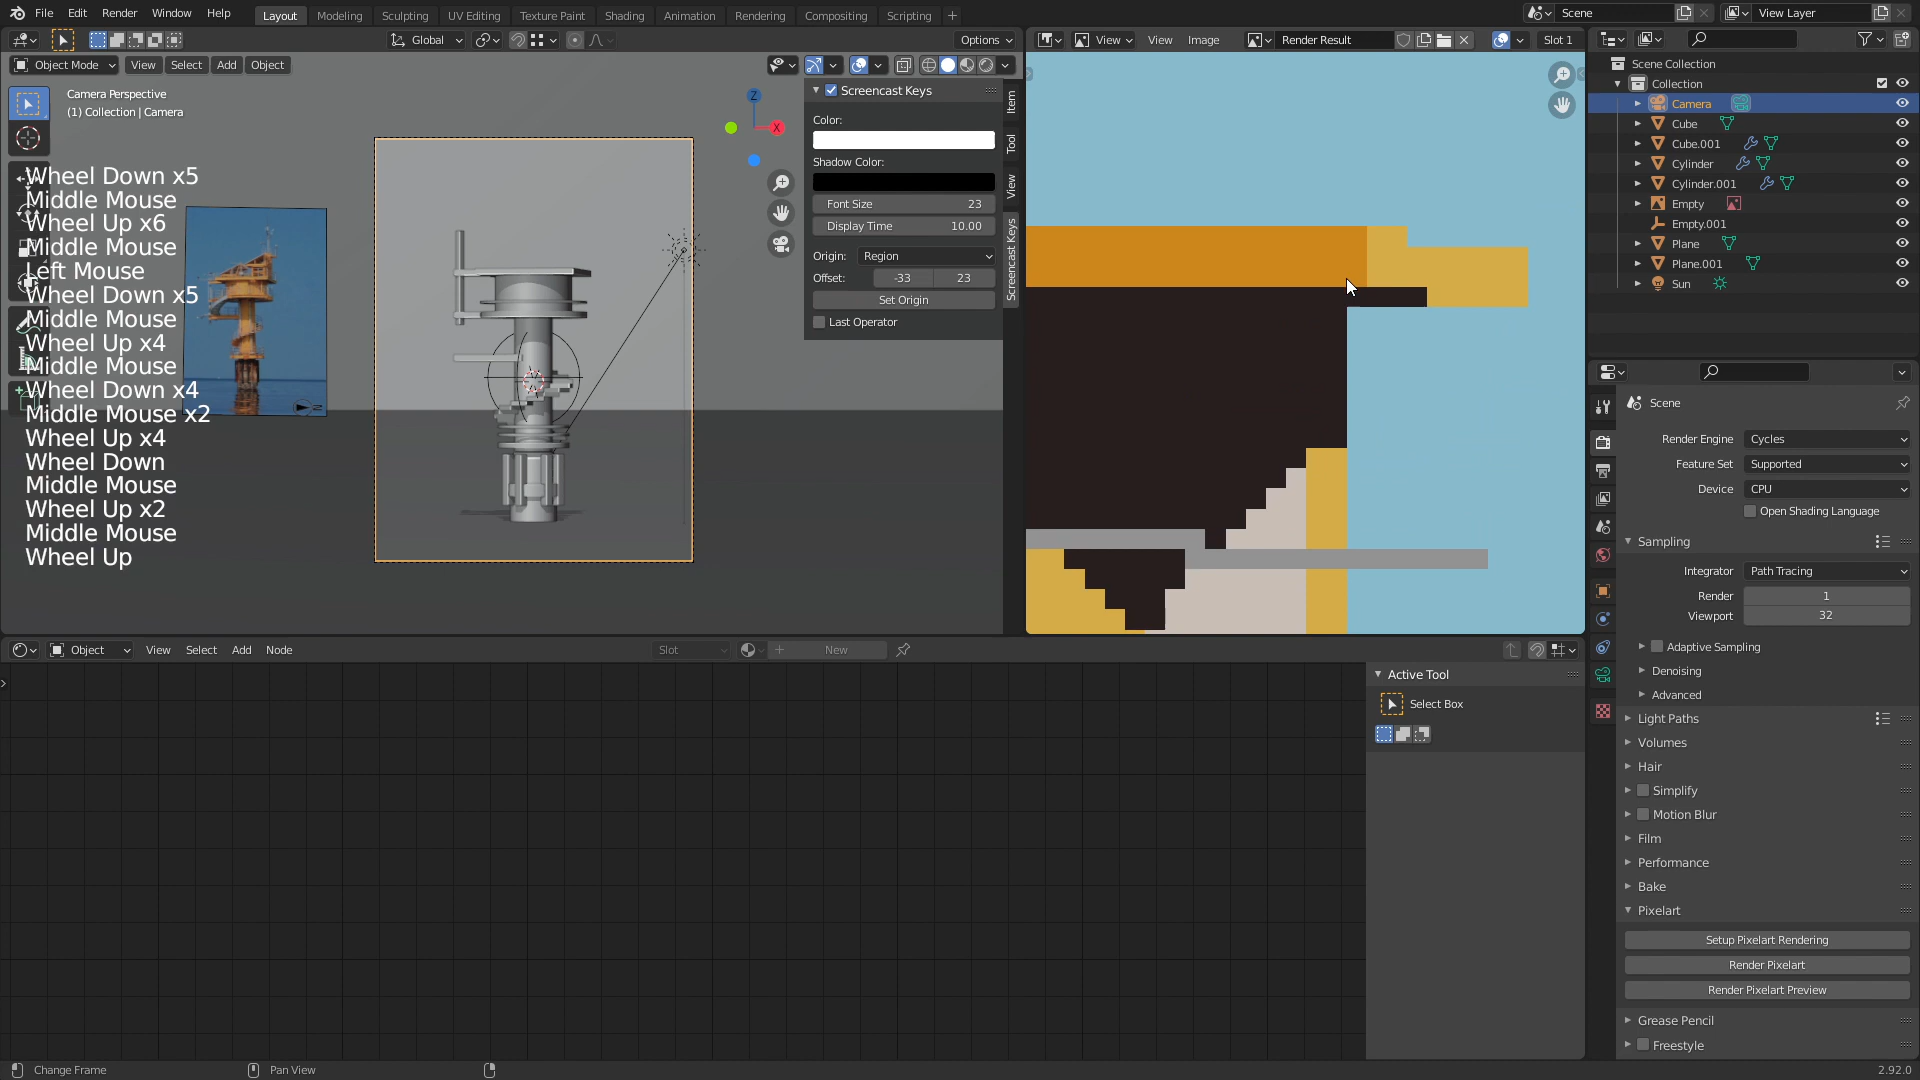 File Edit Render Window Help
Layout Modeling Sculpting UV Editing Texture Paint Shading Animation Rendering Compositing Scripting +
Scene
View Layer
Global
Options
View
View Image
Render Result
Slot 1
Object Mode View Select Add Object
Camera Perspective
(1) Collection | Camera
Wheel Down x5
Middle Mouse
Wheel Up x6
Middle Mouse
Left Mouse
Wheel Down x5
Middle Mouse
Wheel Up x4
Middle Mouse
Wheel Down x4
Middle Mouse x2
Wheel Up x4
Wheel Down
Middle Mouse
Wheel Up x2
Middle Mouse
Wheel Up
Z
X
Screencast Keys
Color:
Shadow Color:
Font Size 23
Display Time 10.00
Origin: Region
Offset: -33 23
Set Origin
Last Operator
Item
Tool
View
Screencast Keys
Scene Collection
Collection
Camera
Cube
Cube.001
Cylinder
Cylinder.001
Empty
Empty.001
Plane
Plane.001
Sun
Scene
Render Engine Cycles
Feature Set Supported
Device CPU
Open Shading Language
Sampling
Integrator Path Tracing
Render 1
Viewport 32
Adaptive Sampling
Denoising
Advanced
Light Paths
Volumes
Hair
Simplify
Motion Blur
Film
Performance
Bake
Pixelart
Setup Pixelart Rendering
Render Pixelart
Render Pixelart Preview
Grease Pencil
Freestyle
Object View Select Add Node
Slot
New
Active Tool
Select Box
Change Frame
Pan View
2.92.0